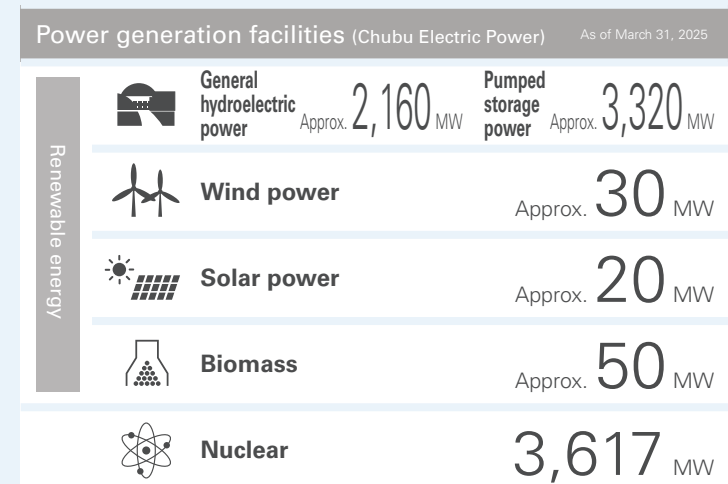 Power generation facilities (Chubu Electric Power) As of March 31, 2025
Renewable energy
General
hydroelectric
power
Approx. 2,160 MW
Pumped
storage
power
Approx. 3,320 MW
Wind power
Approx. 30 MW
Solar power
Approx. 20 MW
Biomass
Approx. 50 MW
Nuclear
3,617 MW